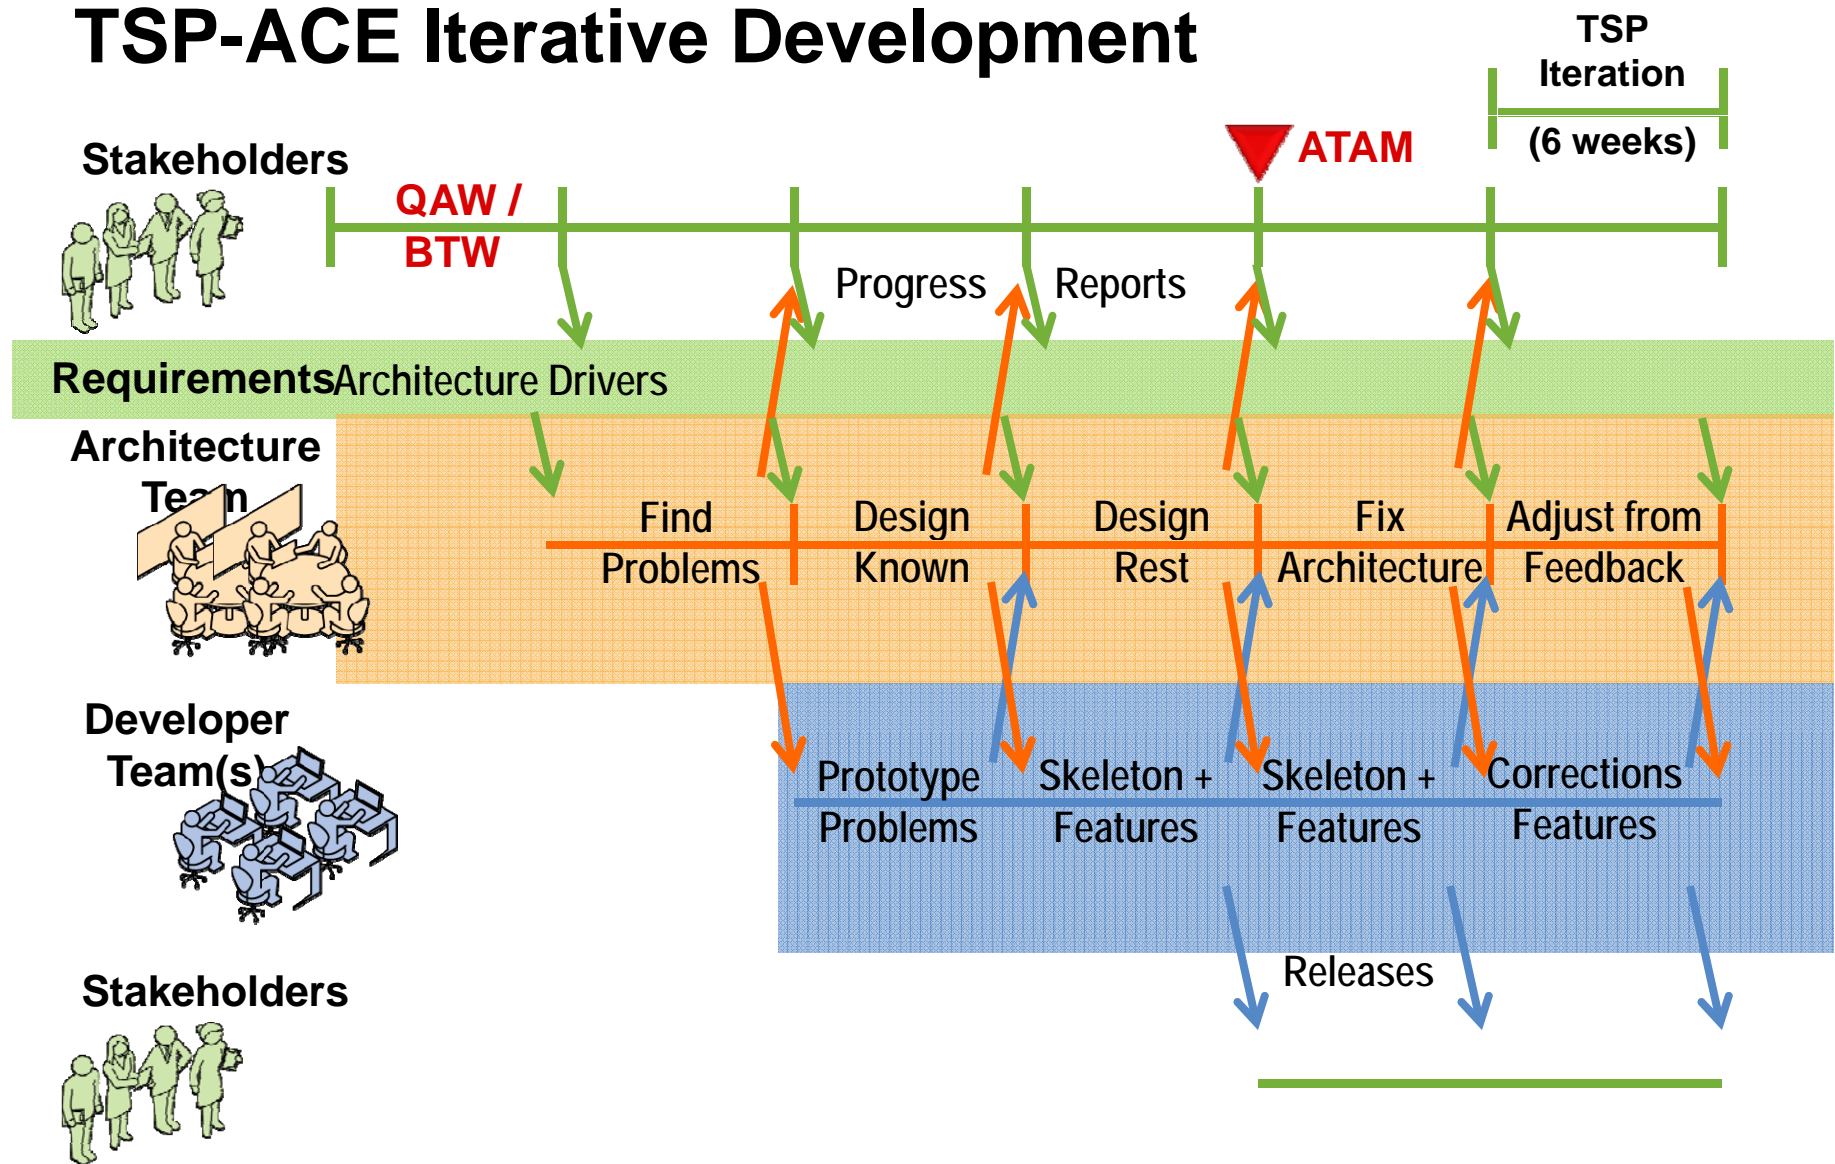 TSP-ACE Iterative Development
TSP
Iteration
(6 weeks)
Stakeholders
ATAM
QAW /
BTW
Progress Reports
Requirements Architecture Drivers
Architecture
Team
Find
Problems
Design
Known
Design
Rest
Fix
Architecture
Adjust from
Feedback
Developer
Team(s)
Prototype
Problems
Skeleton +
Features
Skeleton +
Features
Corrections
Features
Releases
Stakeholders